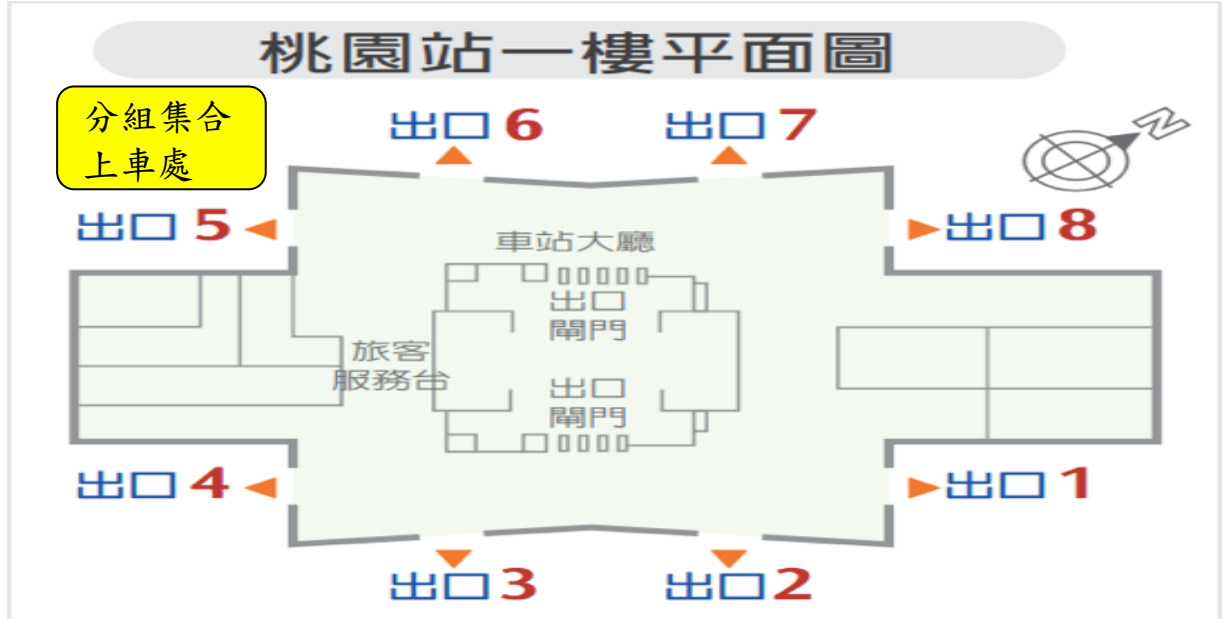 桃園站一樓平面圖
分組集合
上車處
出口 6
出口 7
N
出口 5
出口 8
車站大廳
出口
閘門
旅客
服務台
出口
閘門
出口 4
出口 1
出口 3
出口 2